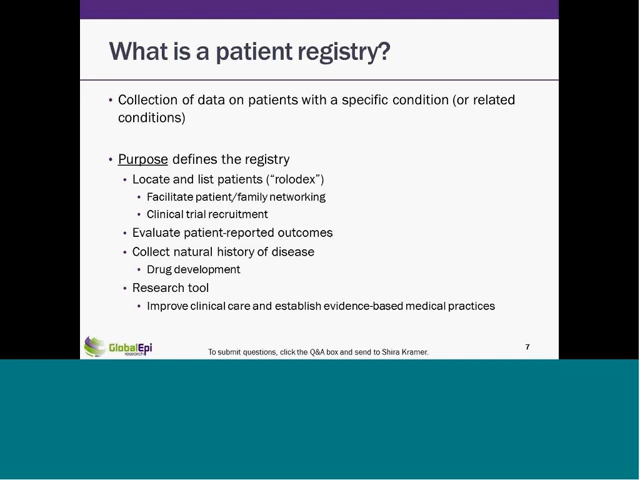 What is a patient registry?
• Collection of data on patients with a specific condition (or related
conditions)
• Purpose defines the registry
• Locate and list patients (“rolodex”)
• Facilitate patient/family networking
• Clinical trial recruitment
• Evaluate patient-reported outcomes
• Collect natural history of disease
• Drug development
• Research tool
• Improve clinical care and establish evidence-based medical practices
GlobalEpi
research
To submit questions, click the Q&A box and send to Shira Kramer.
7